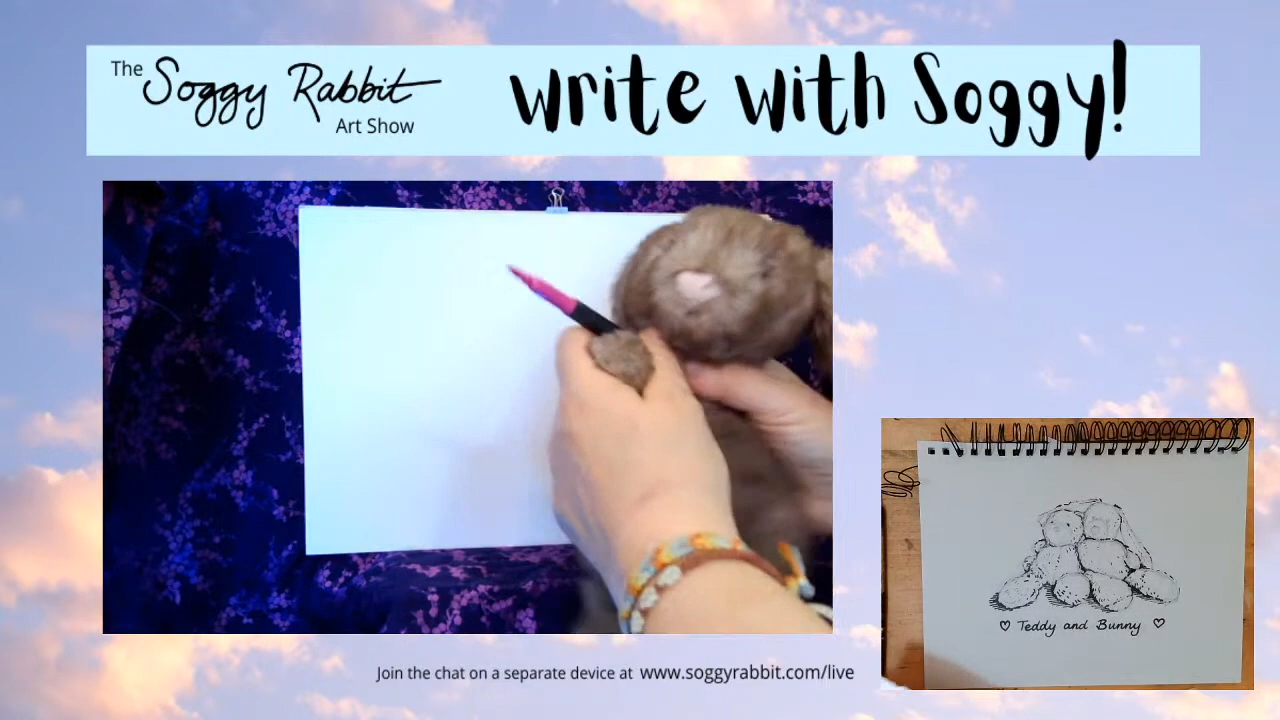 The Soggy Rabbit
Art Show
write with Soggy!
♡ Teddy and Bunny ♡
Join the chat on a separate device at www.soggyrabbit.com/live